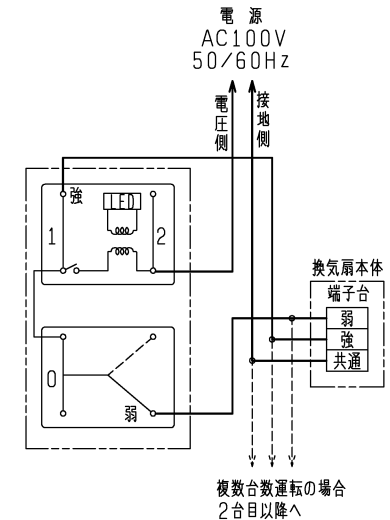 電源
AC100V
50/60Hz
電圧側
接地側
強
LED
1
2
換気扇本体
端子台
弱
強
共通
0
弱
複数台数運転の場合
2台目以降へ